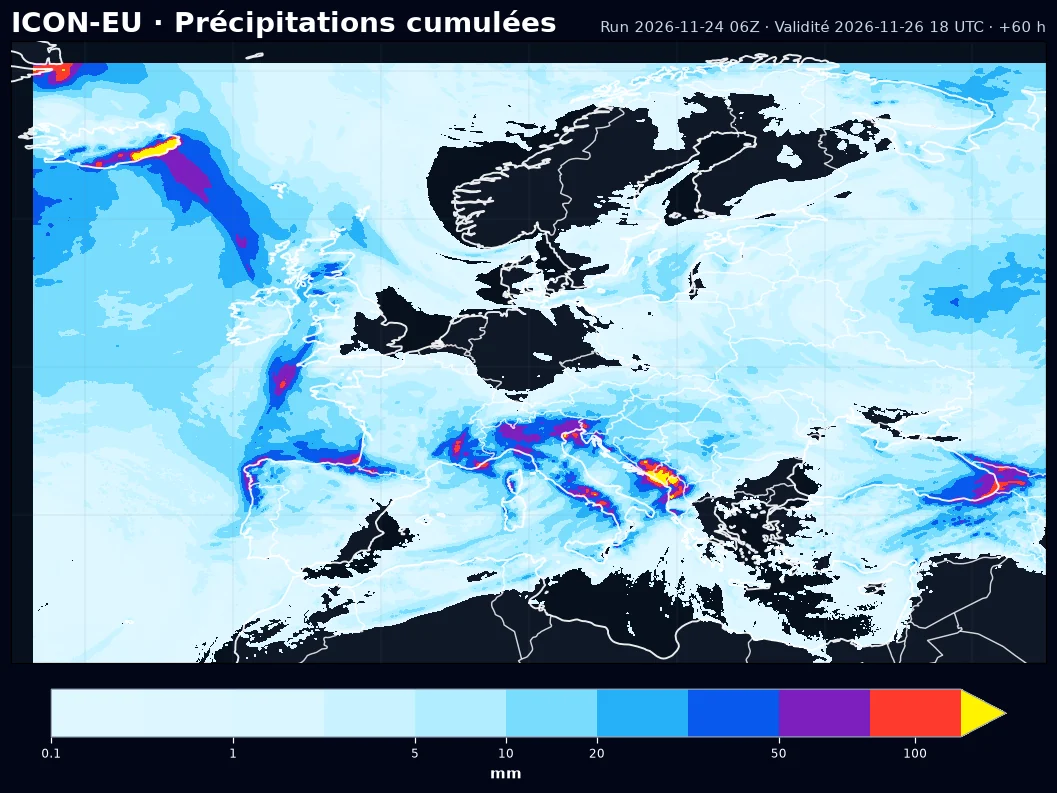 ICON-EU · Précipitations cumulées
Run 2026-11-24 06Z · Validité 2026-11-26 18 UTC · +60 h
0.1 1 5 10 20 50 100
mm